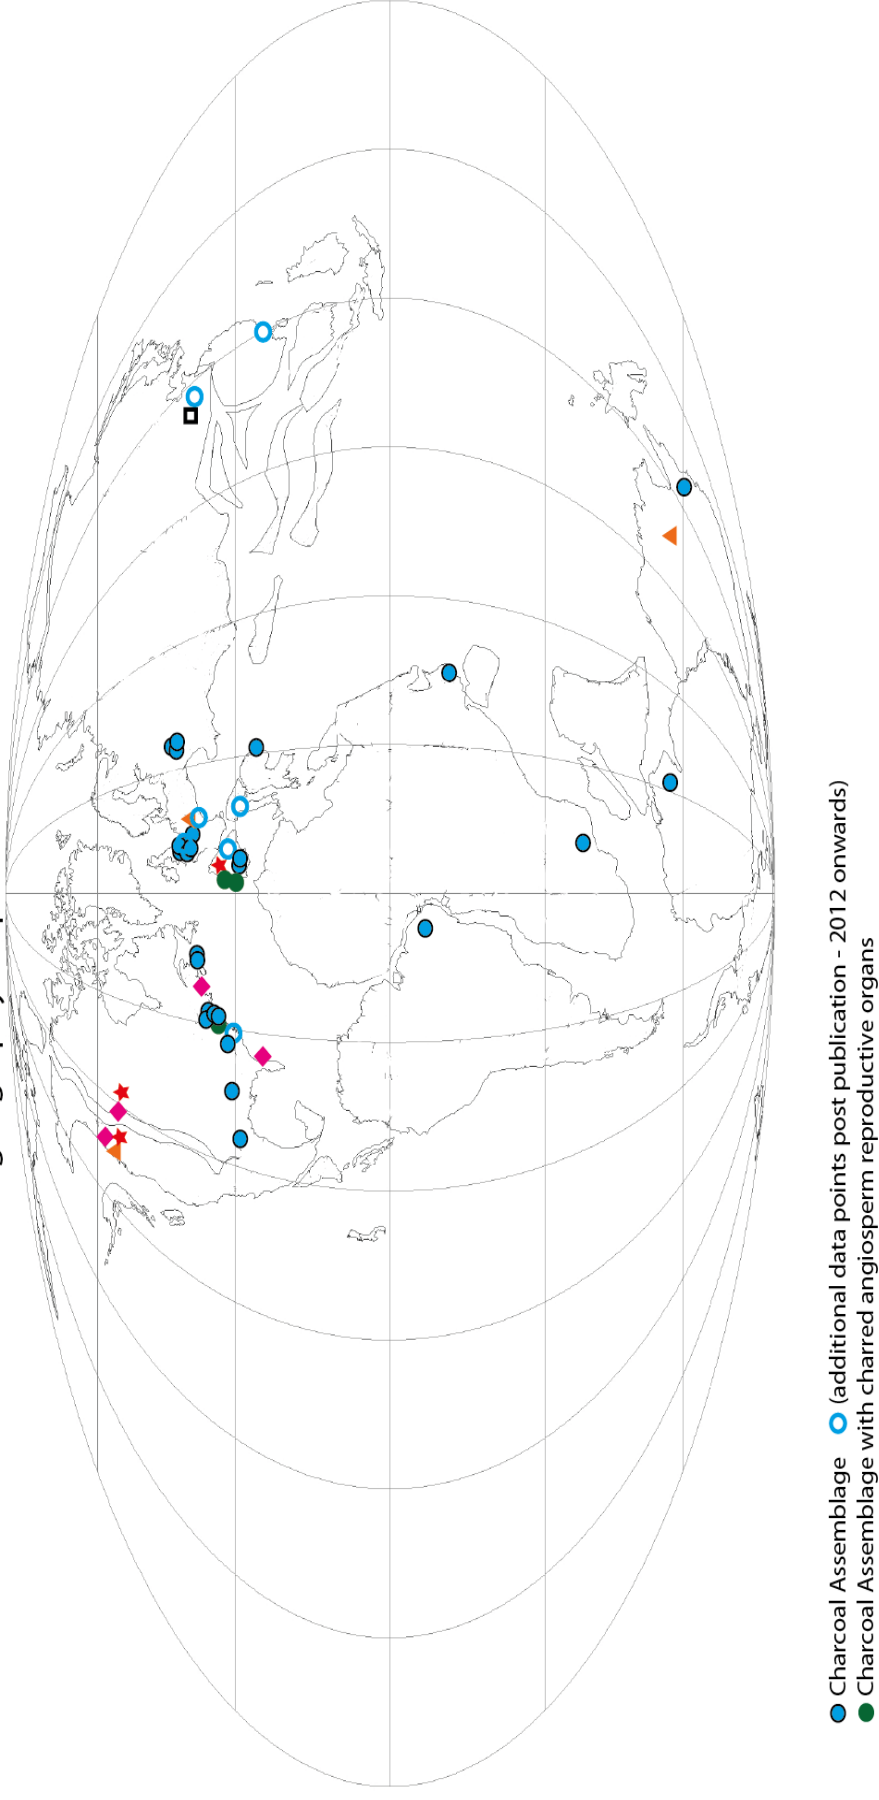 Charcoal Assemblage (additional data points post publication - 2012 onwards)
Charcoal Assemblage with charred angiosperm reproductive organs